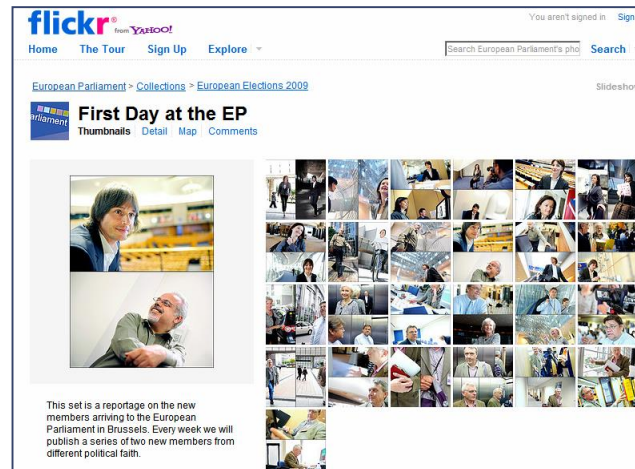 flickr from YAHOO!
You aren't signed in Sign
Home The Tour Sign Up Explore
Search European Parliament's pho Search
European Parliament > Collections > European Elections 2009
Slideshow
arliament
First Day at the EP
Thumbnails Detail Map Comments
This set is a reportage on the new
members arriving to the European
Parliament in Brussels. Every week we will
publish a series of two new members from
different political faith.